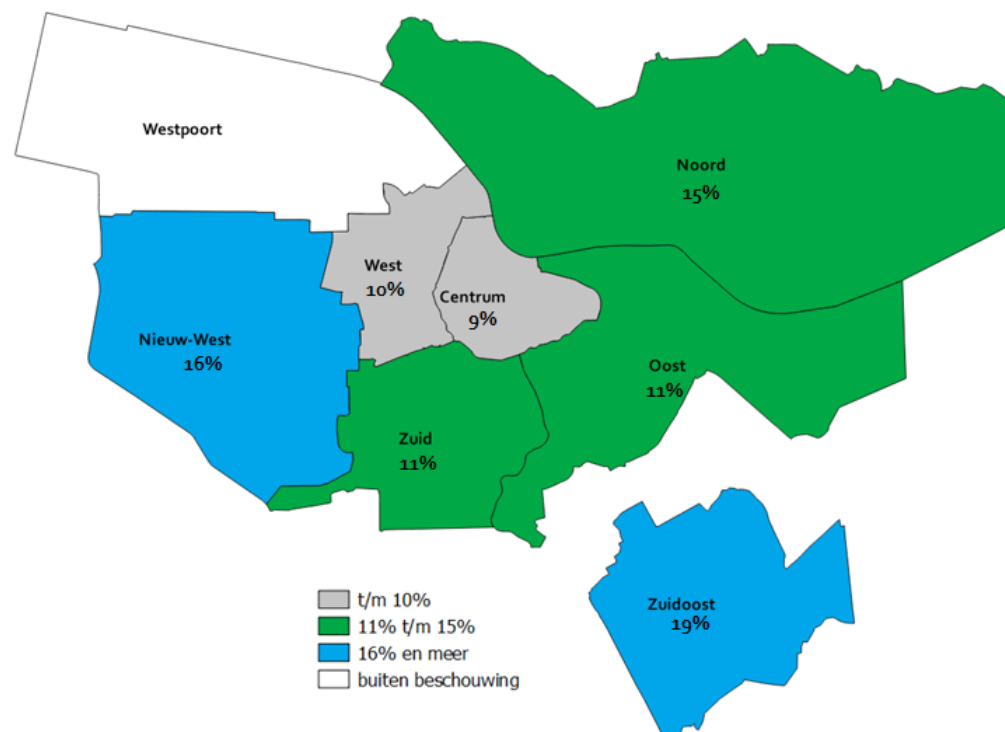 Westpoort
Noord
15%
West
10%
Centrum
9%
Nieuw-West
16%
Oost
11%
Zuid
11%
Zuidoost
19%
t/m 10%
11% t/m 15%
16% en meer
buiten beschouwing